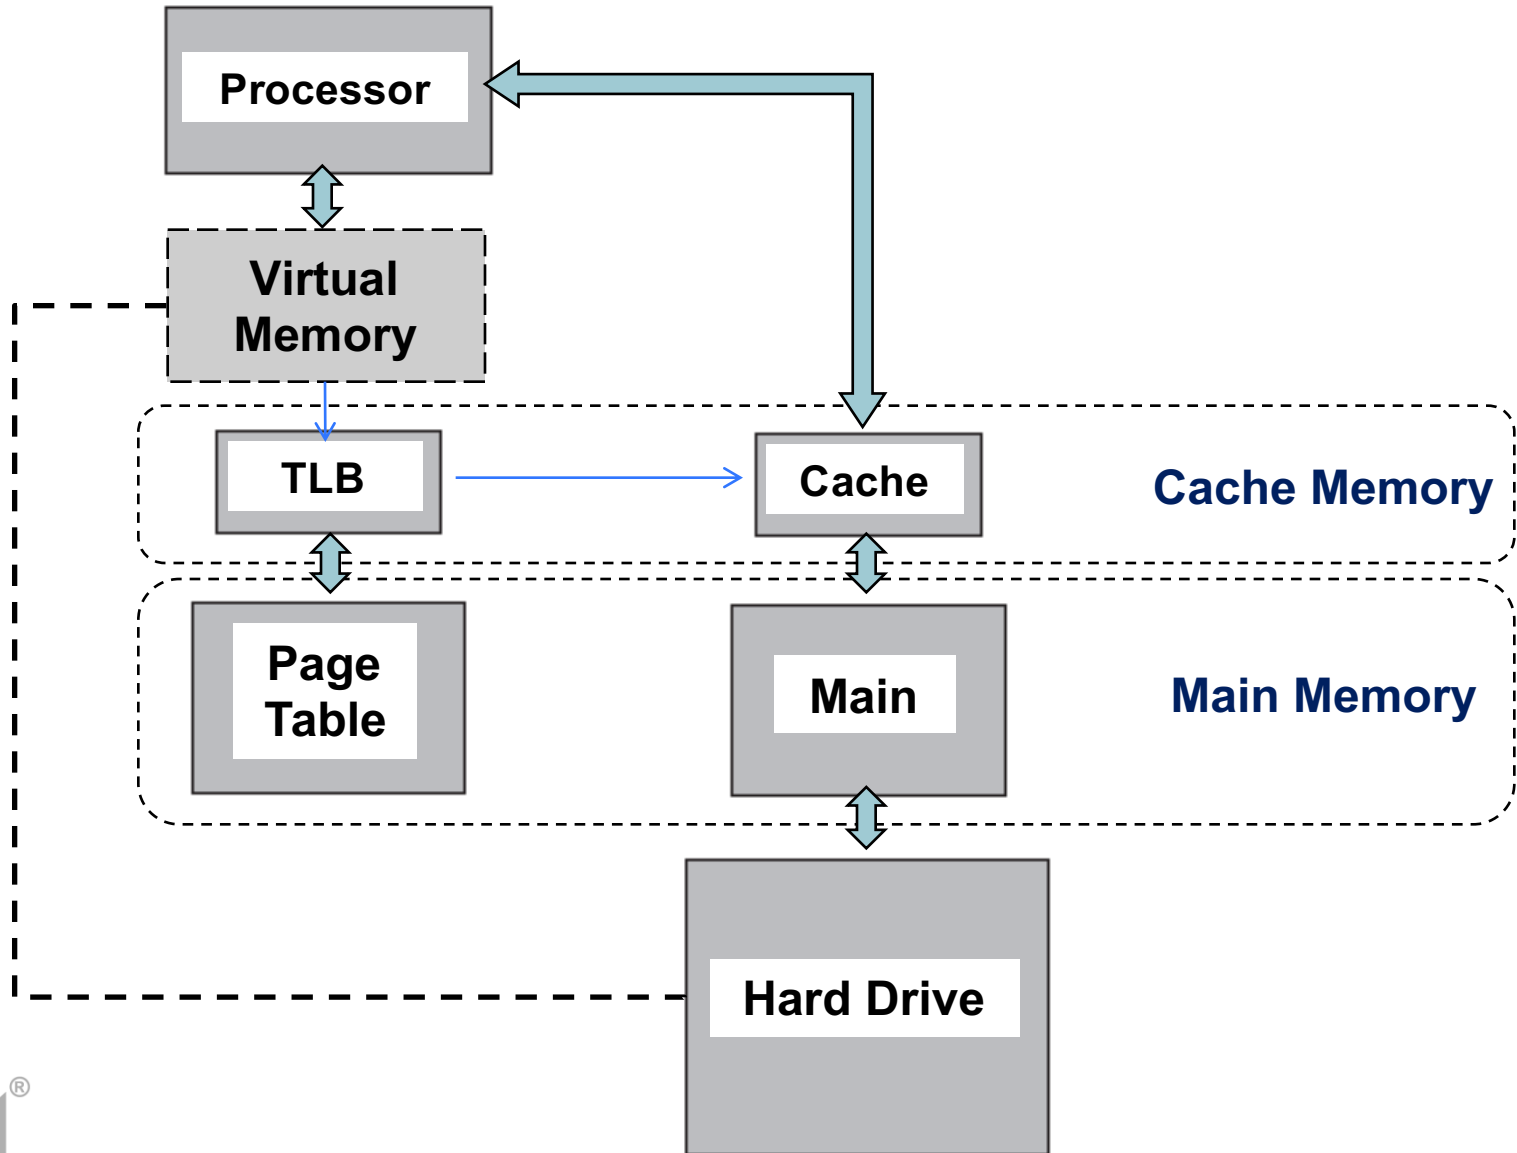 Processor
Virtual
Memory
TLB
Cache
Cache Memory
Page
Table
Main
Main Memory
Hard Drive
®